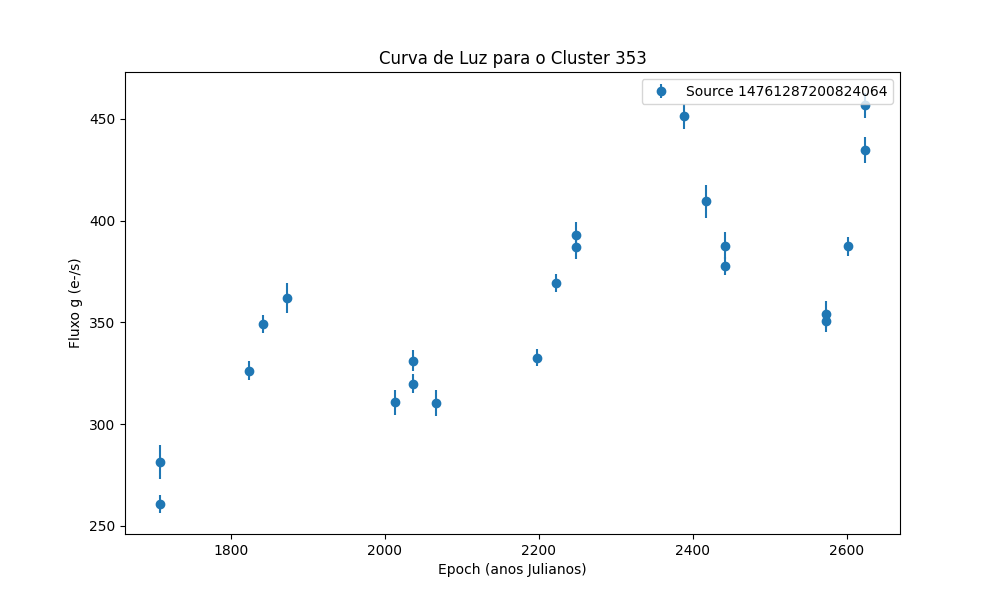 Curva de Luz para o Cluster 353
Source 14761287200824064
Fluxo g (e-/s)
450
400
350
300
250
1800
2000
2200
2400
2600
Epoch (anos Julianos)